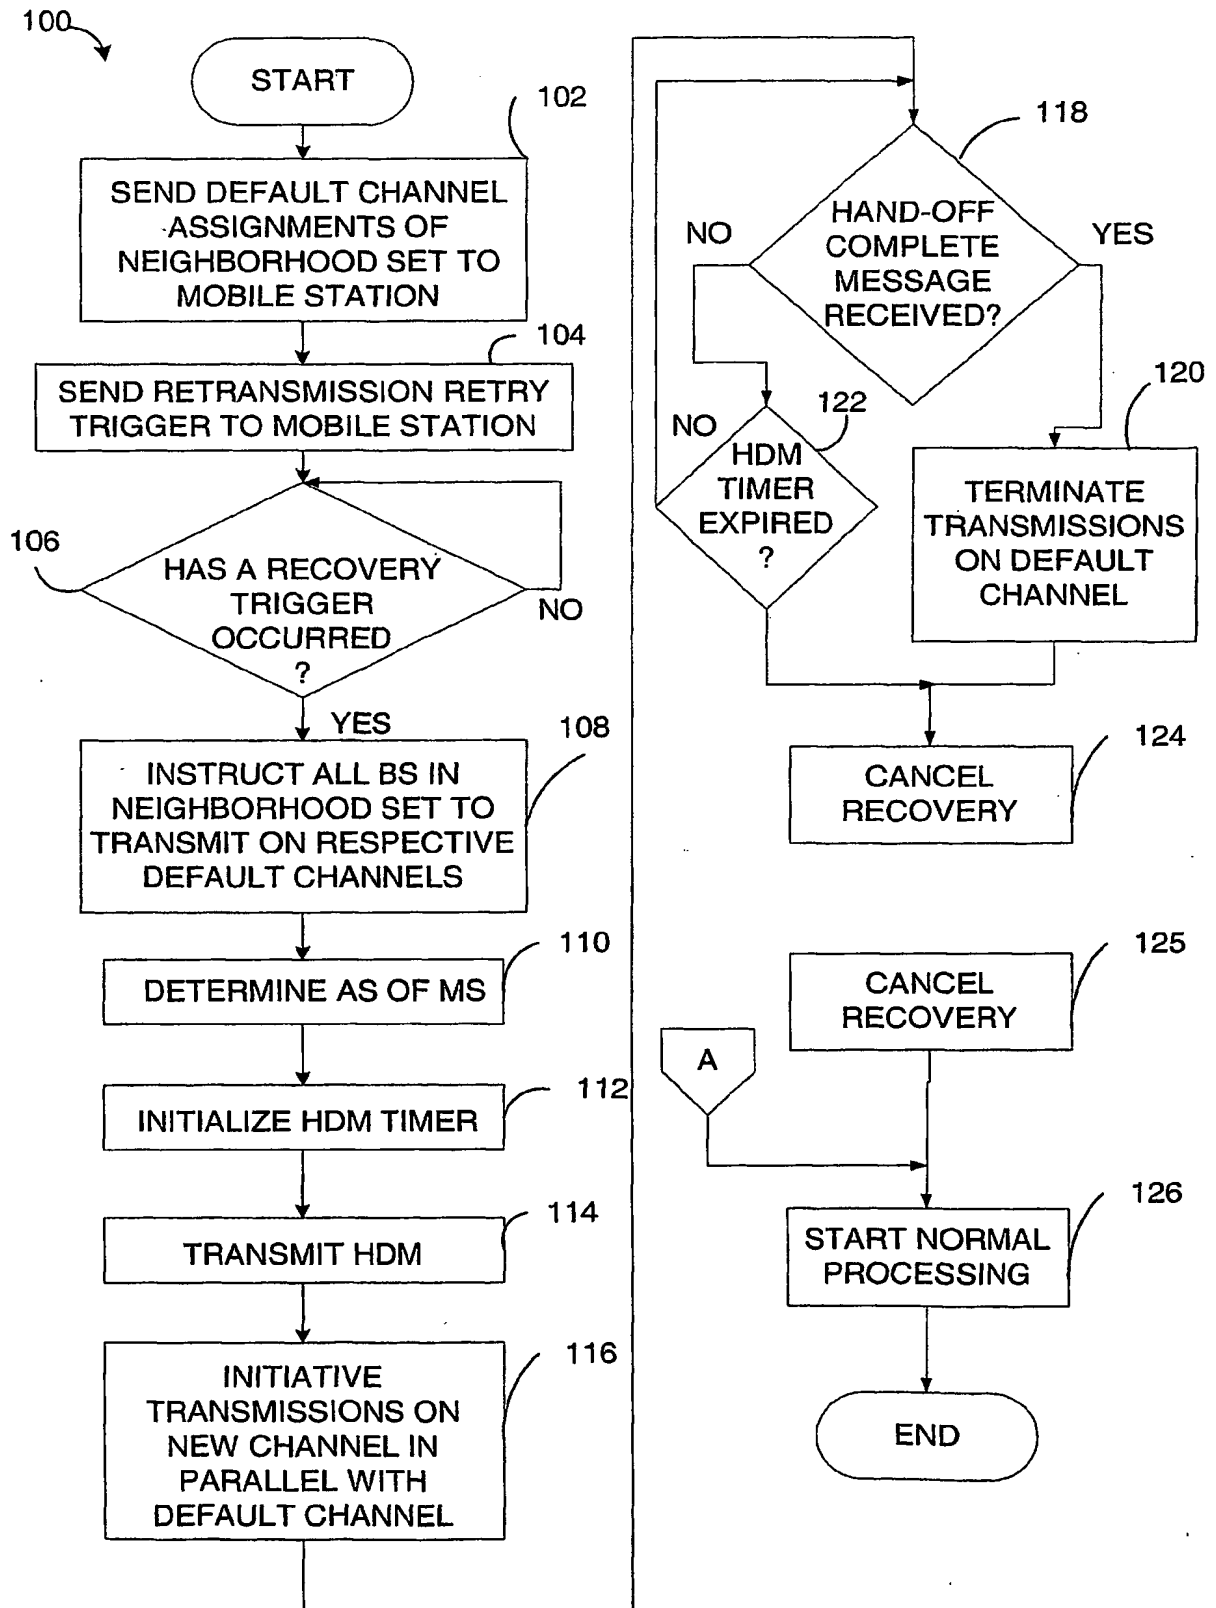 100
START
102
SEND DEFAULT CHANNEL
ASSIGNMENTS OF
NEIGHBORHOOD SET TO
MOBILE STATION
104
SEND RETRANSMISSION RETRY
TRIGGER TO MOBILE STATION
106
HAS A RECOVERY
TRIGGER
OCCURRED
?
NO
YES
108
INSTRUCT ALL BS IN
NEIGHBORHOOD SET TO
TRANSMIT ON RESPECTIVE
DEFAULT CHANNELS
110
DETERMINE AS OF MS
112
INITIALIZE HDM TIMER
114
TRANSMIT HDM
116
INITIATIVE
TRANSMISSIONS ON
NEW CHANNEL IN
PARALLEL WITH
DEFAULT CHANNEL
118
HAND-OFF
COMPLETE
MESSAGE
RECEIVED?
NO
YES
120
TERMINATE
TRANSMISSIONS
ON DEFAULT
CHANNEL
122
NO
HDM
TIMER
EXPIRED
?
124
CANCEL
RECOVERY
125
CANCEL
RECOVERY
A
126
START NORMAL
PROCESSING
END